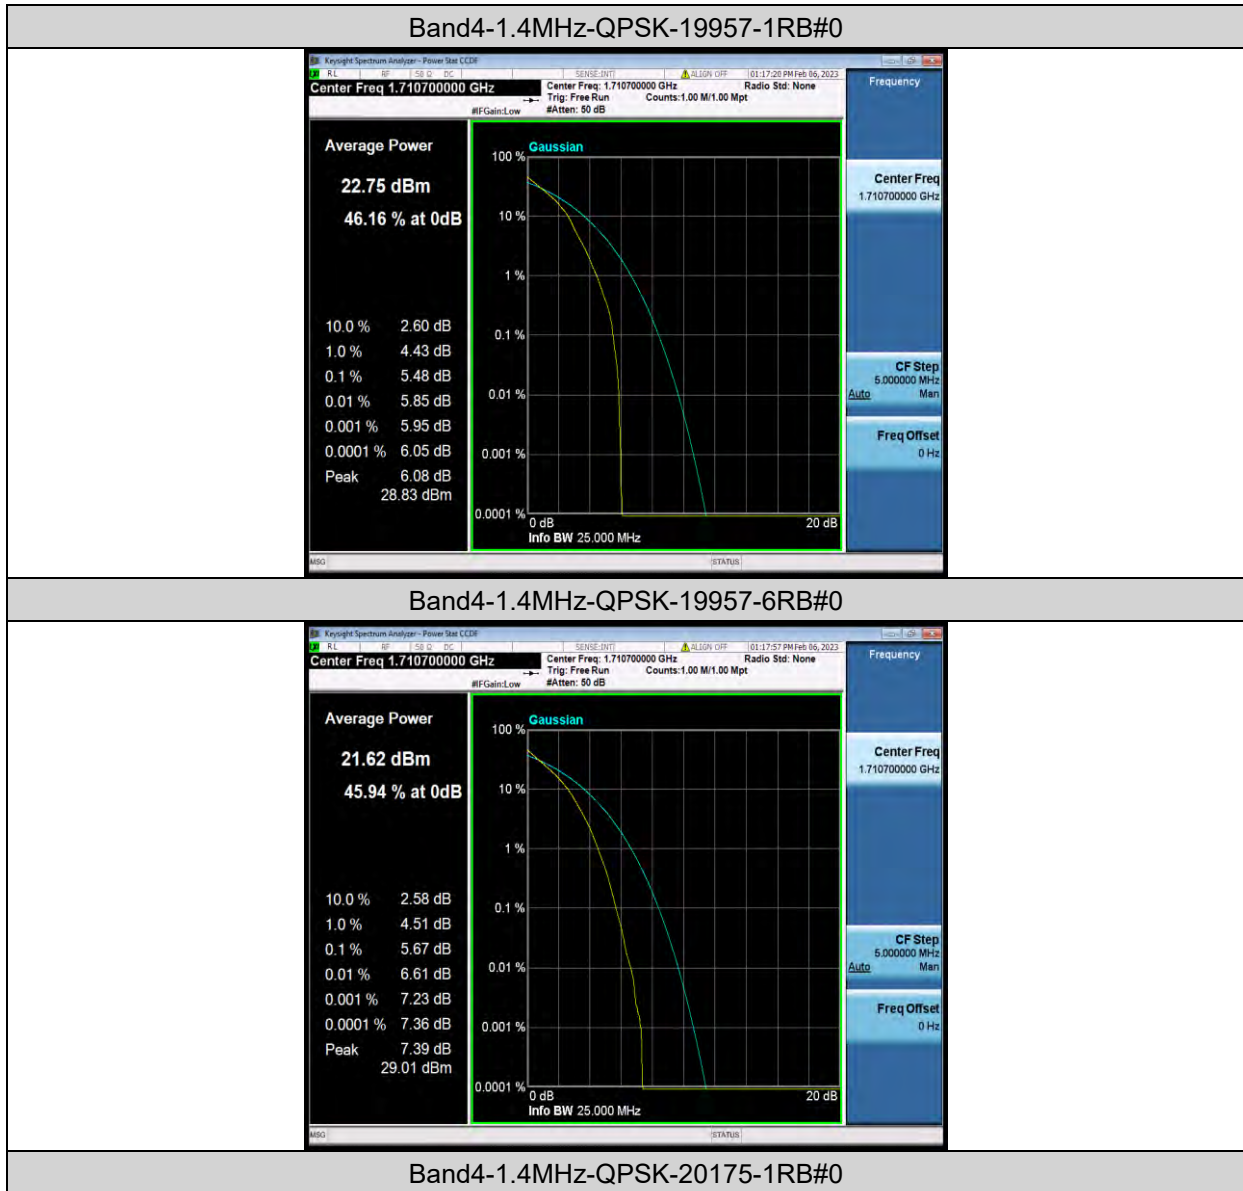 Band4-1.4MHz-QPSK-19957-1RB#0
Keysight Spectrum Analyzer - Power Stat CCDF
RL RF 50 Ω DC SENSE:INT ALIGN OFF 01:17:20 PM Feb 06, 2023
Center Freq 1.710700000 GHz
Center Freq: 1.710700000 GHz Radio Std: None
Trig: Free Run Counts:1.00 M/1.00 Mpt
#IFGain:Low #Atten: 50 dB
Frequency
Average Power
22.75 dBm
46.16 % at 0dB
10.0 % 2.60 dB
1.0 % 4.43 dB
0.1 % 5.48 dB
0.01 % 5.85 dB
0.001 % 5.95 dB
0.0001 % 6.05 dB
Peak 6.08 dB
28.83 dBm
Gaussian
100 %
10 %
1 %
0.1 %
0.01 %
0.001 %
0.0001 %
0 dB 20 dB
Info BW 25.000 MHz
Center Freq
1.710700000 GHz
CF Step
5.000000 MHz
Auto Man
Freq Offset
0 Hz
MSG STATUS
Band4-1.4MHz-QPSK-19957-6RB#0
Keysight Spectrum Analyzer - Power Stat CCDF
RL RF 50 Ω DC SENSE:INT ALIGN OFF 01:17:57 PM Feb 06, 2023
Center Freq 1.710700000 GHz
Center Freq: 1.710700000 GHz Radio Std: None
Trig: Free Run Counts:1.00 M/1.00 Mpt
#IFGain:Low #Atten: 50 dB
Frequency
Average Power
21.62 dBm
45.94 % at 0dB
10.0 % 2.58 dB
1.0 % 4.51 dB
0.1 % 5.67 dB
0.01 % 6.61 dB
0.001 % 7.23 dB
0.0001 % 7.36 dB
Peak 7.39 dB
29.01 dBm
Gaussian
100 %
10 %
1 %
0.1 %
0.01 %
0.001 %
0.0001 %
0 dB 20 dB
Info BW 25.000 MHz
Center Freq
1.710700000 GHz
CF Step
5.000000 MHz
Auto Man
Freq Offset
0 Hz
MSG STATUS
Band4-1.4MHz-QPSK-20175-1RB#0